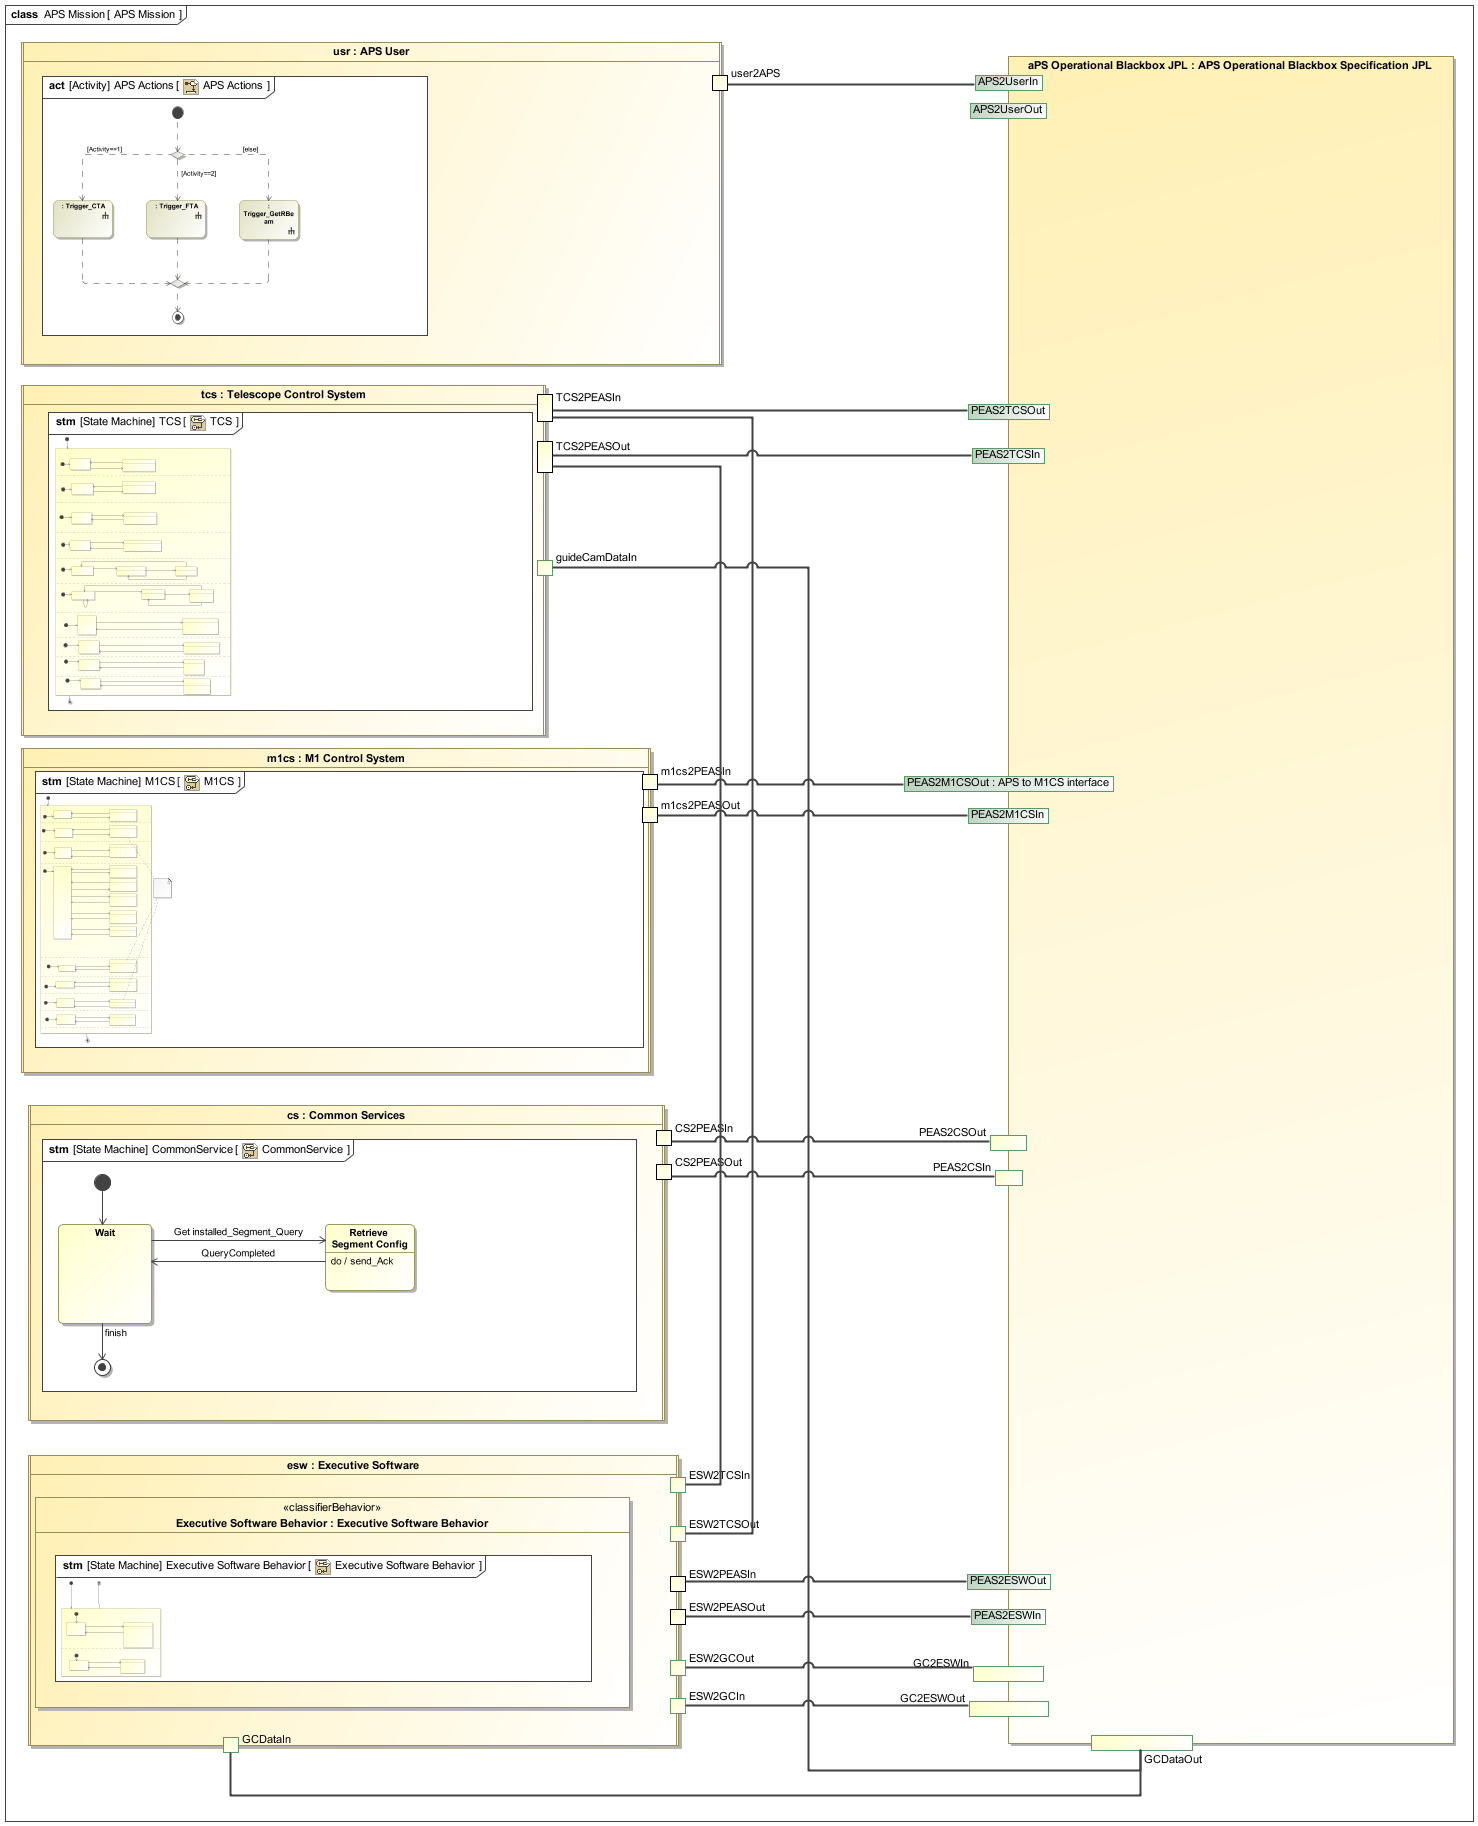 class APS Mission [ APS Mission ]
usr : APS User
act [Activity] APS Actions [ APS Actions ]
[Activity==1]
[else]
[Activity==2]
: Trigger_CTA
: Trigger_FTA
:
Trigger_GetRBe
am
user2APS
aPS Operational Blackbox JPL : APS Operational Blackbox Specification JPL
APS2UserIn
APS2UserOut
tcs : Telescope Control System
stm [State Machine] TCS [ TCS ]
TCS2PEASIn
PEAS2TCSOut
TCS2PEASOut
PEAS2TCSIn
guideCamDataIn
m1cs : M1 Control System
stm [State Machine] M1CS [ M1CS ]
m1cs2PEASIn
PEAS2M1CSOut : APS to M1CS interface
m1cs2PEASOut
PEAS2M1CSIn
cs : Common Services
stm [State Machine] CommonService [ CommonService ]
CS2PEASIn
PEAS2CSOut
CS2PEASOut
PEAS2CSIn
Wait
Get installed_Segment_Query
QueryCompleted
Retrieve
Segment Config
do / send_Ack
finish
esw : Executive Software
«classifierBehavior»
Executive Software Behavior : Executive Software Behavior
stm [State Machine] Executive Software Behavior [ Executive Software Behavior ]
ESW2TCSIn
ESW2TCSOut
ESW2PEASIn
PEAS2ESWOut
ESW2PEASOut
PEAS2ESWIn
ESW2GCOut
GC2ESWIn
ESW2GCIn
GC2ESWOut
GCDataIn
GCDataOut